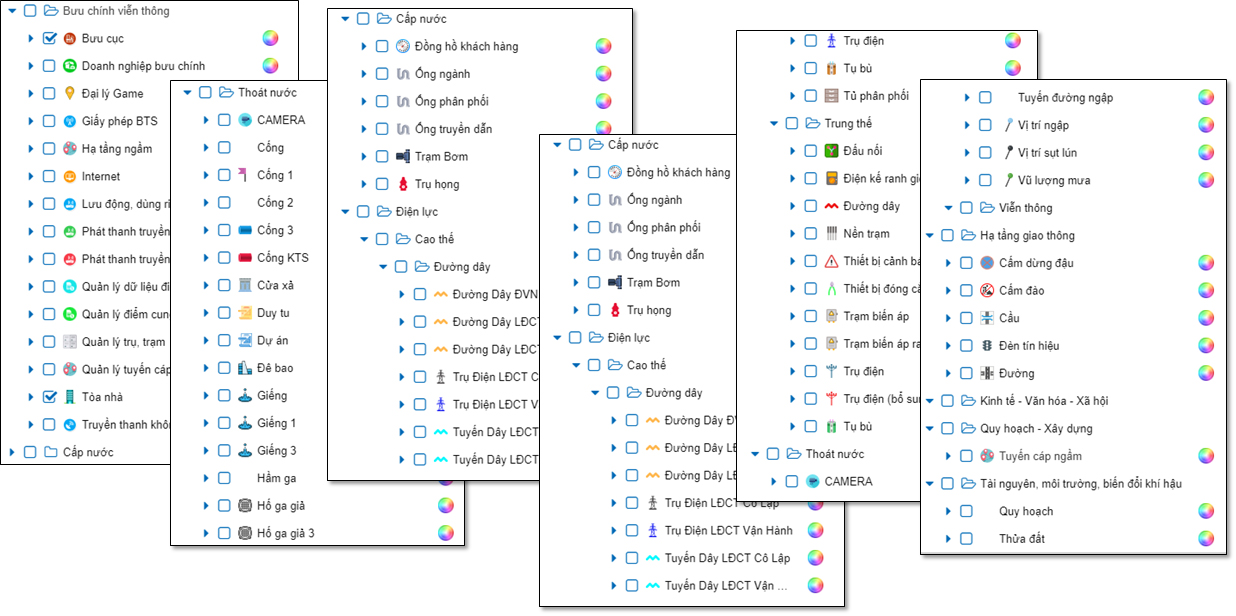 Bưu chính viễn thông
Bưu cục
Doanh nghiệp bưu chính
Đại lý Game
Giấy phép BTS
Hạ tầng ngầm
Internet
Lưu động, dùng ri
Phát thanh truyền
Phát thanh truyền
Quản lý dữ liệu đi
Quản lý điểm cun
Quản lý trụ, trạm
Quản lý tuyến cáp
Tòa nhà
Truyền thanh khôn
Cấp nước
Thoát nước
CAMERA
Cống
Cống 1
Cống 2
Cống 3
Cống KTS
Cửa xả
Duy tu
Dự án
Đê bao
Giếng
Giếng 1
Giếng 3
Hầm ga
Hố ga giả
Hố ga giả 3
Cấp nước
Đồng hồ khách hàng
Ống ngành
Ống phân phối
Ống truyền dẫn
Trạm Bơm
Trụ họng
Điện lực
Cao thế
Đường dây
Đường Dây ĐVN
Đường Dây LĐCT
Đường Dây LĐCT
Trụ Điện LĐCT C
Trụ Điện LĐCT V
Tuyến Dây LĐCT
Tuyến Dây LĐCT
Cấp nước
Đồng hồ khách hàng
Ống ngành
Ống phân phối
Ống truyền dẫn
Trạm Bơm
Trụ họng
Điện lực
Cao thế
Đường dây
Đường Dây ĐV
Đường Dây LĐ
Đường Dây LĐ
Trụ Điện LĐCT Cô Lập
Trụ Điện LĐCT Vận Hành
Tuyến Dây LĐCT Cô Lập
Tuyến Dây LĐCT Vận ...
Trụ điện
Tụ bù
Tủ phân phối
Trung thế
Đấu nối
Điện kế ranh giớ
Đường dây
Nền trạm
Thiết bị cảnh bá
Thiết bị đóng cắ
Trạm biến áp
Trạm biến áp ra
Trụ điện
Trụ điện (bổ sun
Tụ bù
Thoát nước
CAMERA
Tuyến đường ngập
Vị trí ngập
Vị trí sụt lún
Vũ lượng mưa
Viễn thông
Hạ tầng giao thông
Cấm dừng đậu
Cấm đào
Cầu
Đèn tín hiệu
Đường
Kinh tế - Văn hóa - Xã hội
Quy hoạch - Xây dựng
Tuyến cáp ngầm
Tài nguyên, môi trường, biến đổi khí hậu
Quy hoạch
Thửa đất